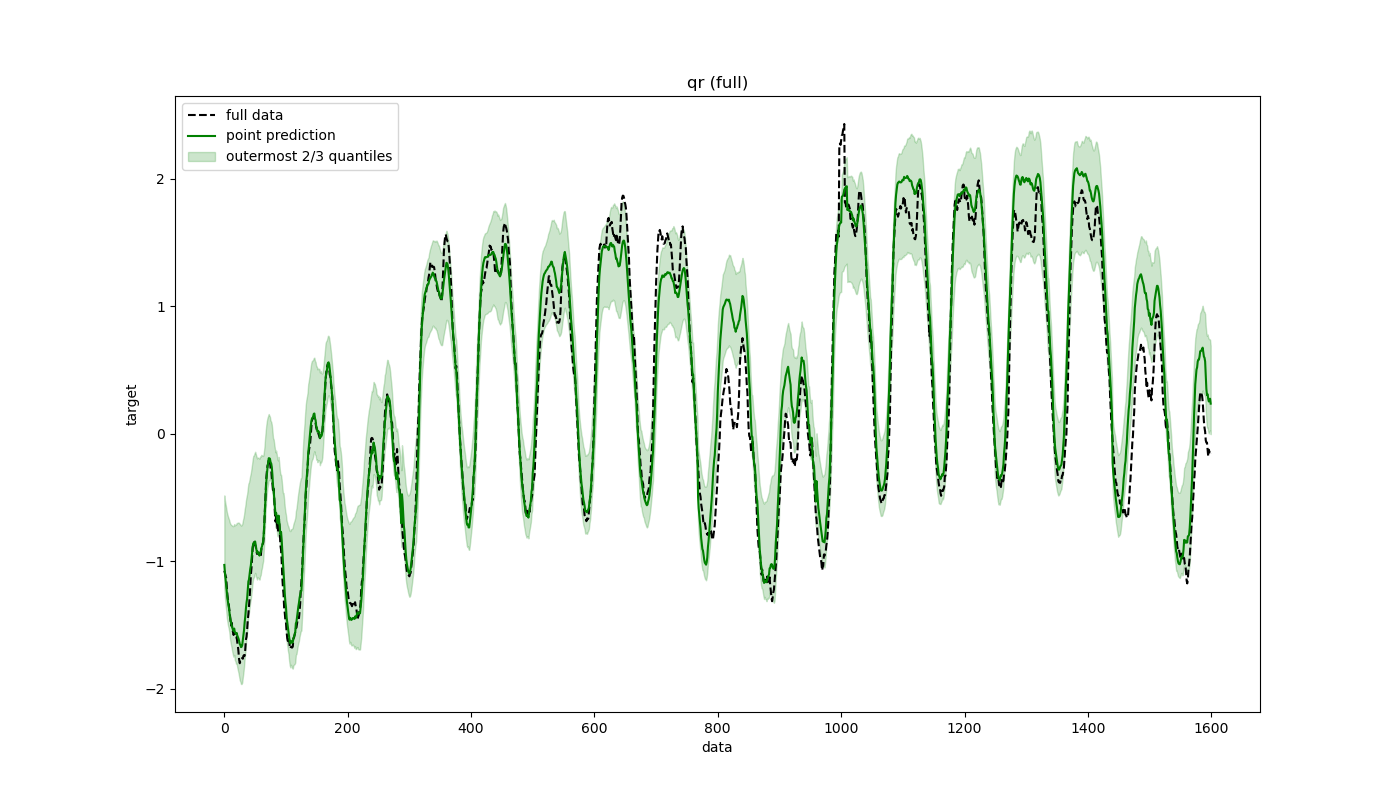 qr (full)
full data
point prediction
outermost 2/3 quantiles
target
2
1
0
−1
−2
0 200 400 600 800 1000 1200 1400 1600
data